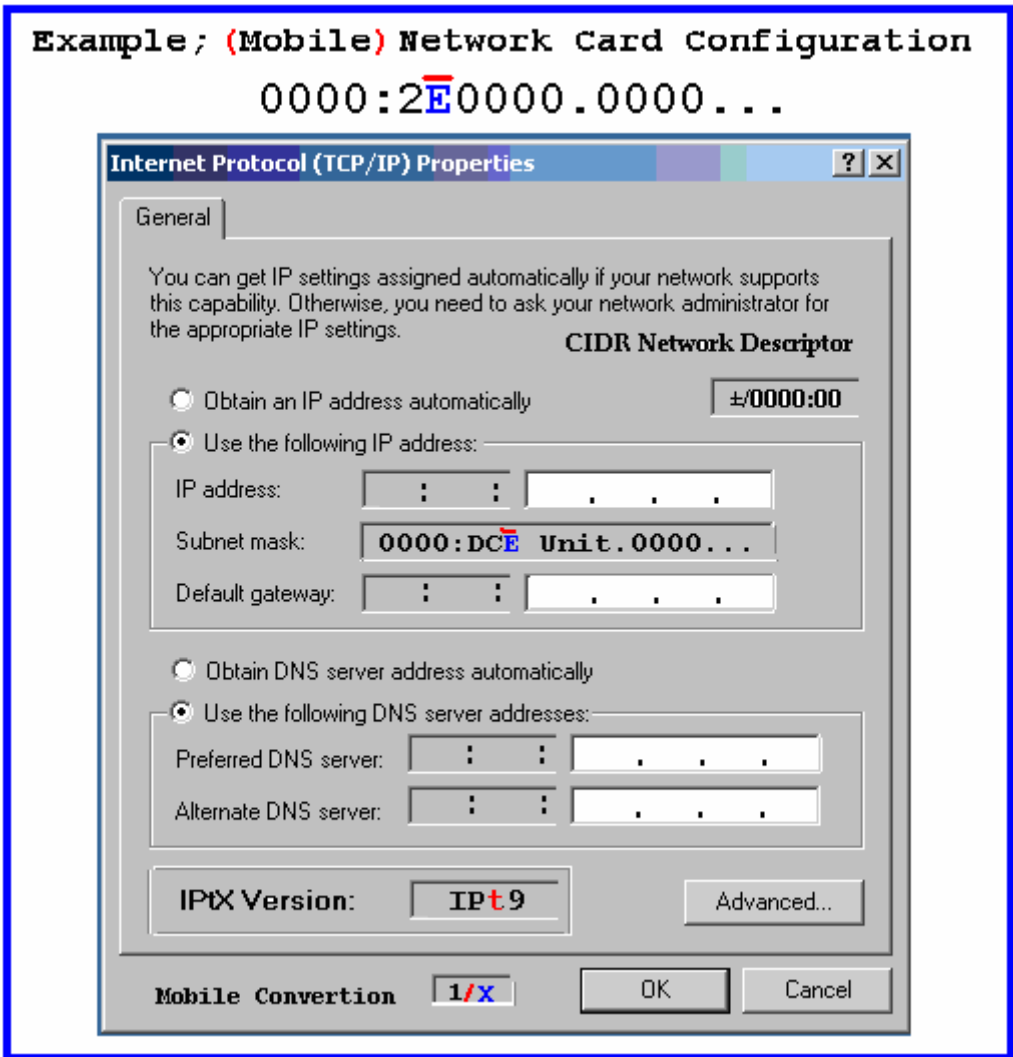 Example; (Mobile) Network Card Configuration
0000:2E̅0000.0000...
Internet Protocol (TCP/IP) Properties
General
You can get IP settings assigned automatically if your network supports
this capability. Otherwise, you need to ask your network administrator for
the appropriate IP settings.
CIDR Network Descriptor
Obtain an IP address automatically
±/0000:00
Use the following IP address:
IP address: : : . . .
Subnet mask: 0000:DCE̅ Unit.0000...
Default gateway: : : . . .
Obtain DNS server address automatically
Use the following DNS server addresses:
Preferred DNS server: : : . . .
Alternate DNS server: : : . . .
IPtX Version: IPt9
Advanced...
Mobile Convertion 1/X
OK
Cancel